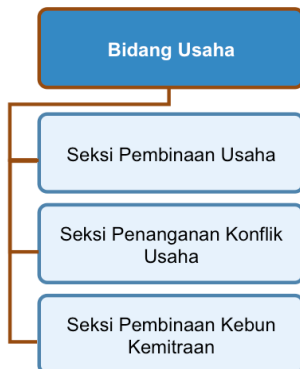 Bidang Usaha
Seksi Pembinaan Usaha
Seksi Penanganan Konflik
Usaha
Seksi Pembinaan Kebun
Kemitraan